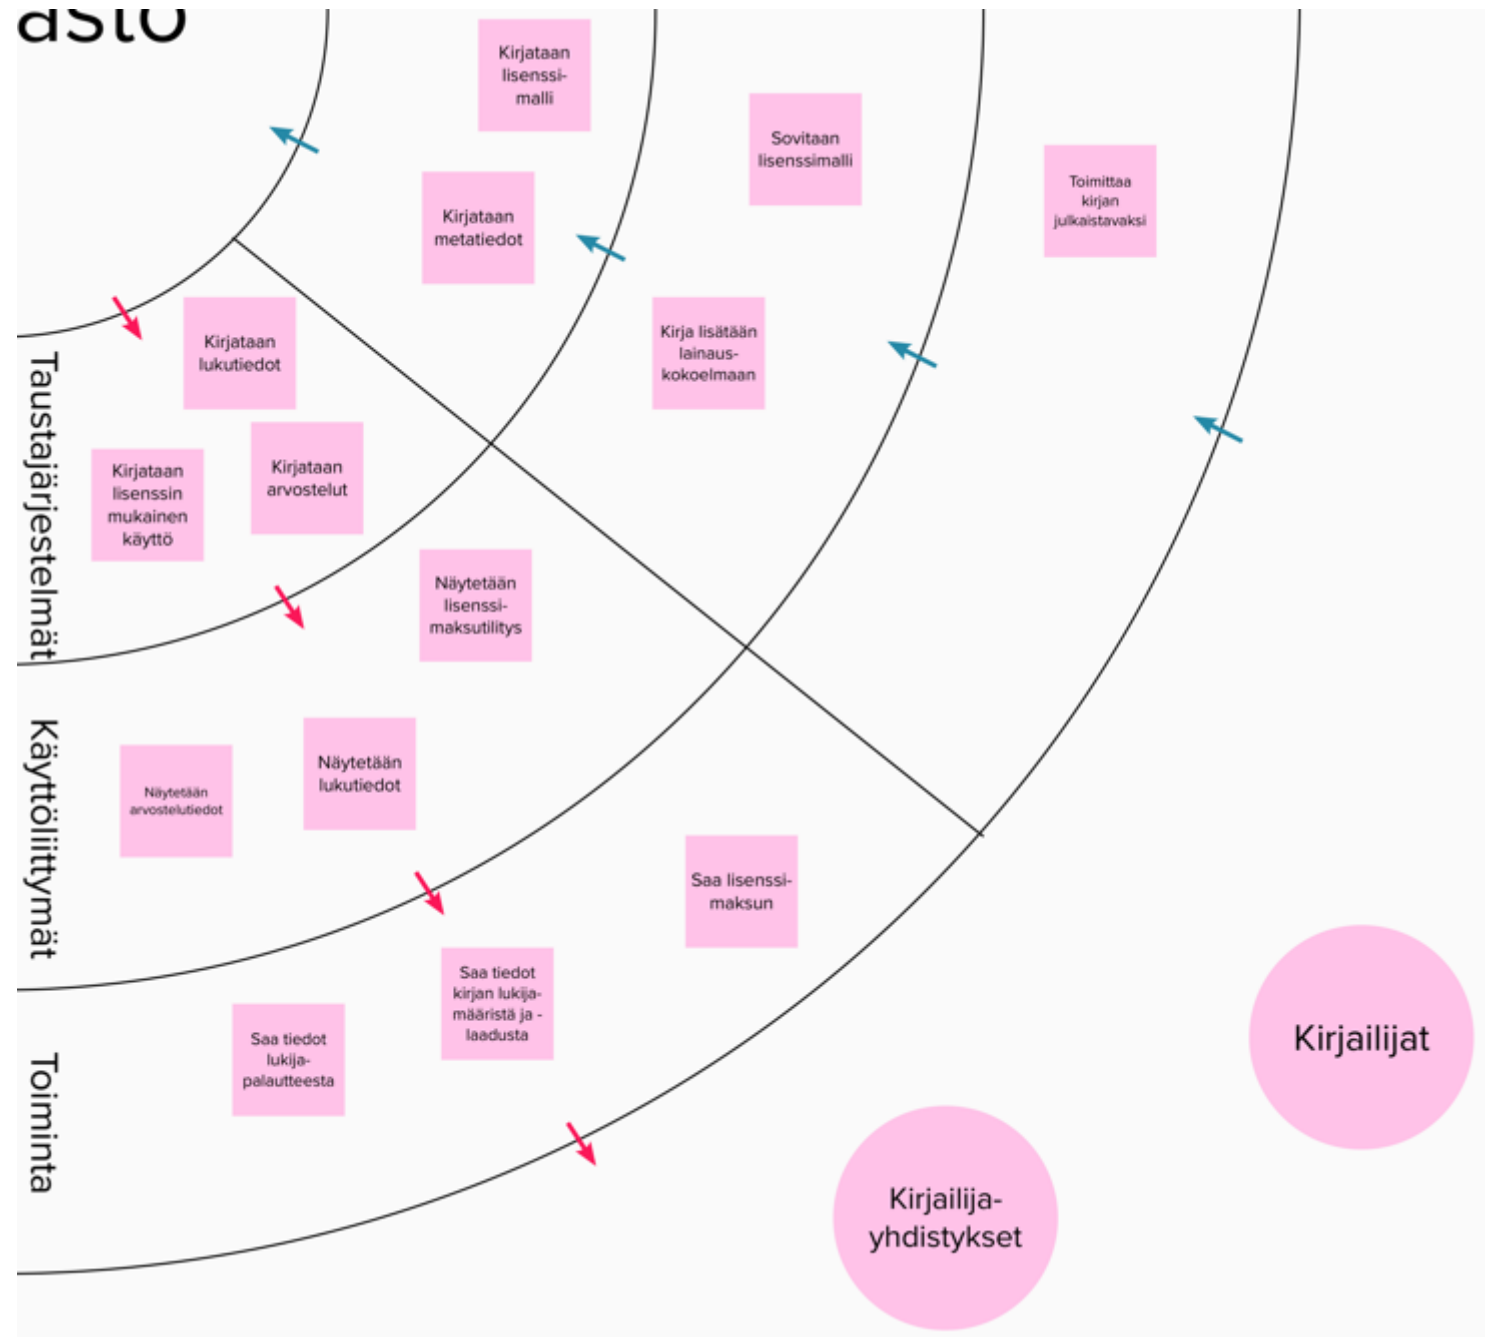 asto
Kirjataan
lisenssi-
malli
Sovitaan
lisenssimalli
Toimittaa
kirjan
julkaistavaksi
Kirjataan
metatiedot
Kirja lisätään
lainaus-
kokoelmaan
Kirjataan
lukutiedot
Kirjataan
arvostelut
Kirjataan
lisenssin
mukainen
käyttö
Taustajärjestelmät
Näytetään
lisenssi-
maksutilitys
Näytetään
lukutiedot
Näytetään
arvostelutiedot
Käyttöliittymät
Saa lisenssi-
maksun
Saa tiedot
kirjan lukija-
määristä ja -
laadusta
Saa tiedot
lukija-
palautteesta
Toiminta
Kirjailijat
Kirjailija-
yhdistykset